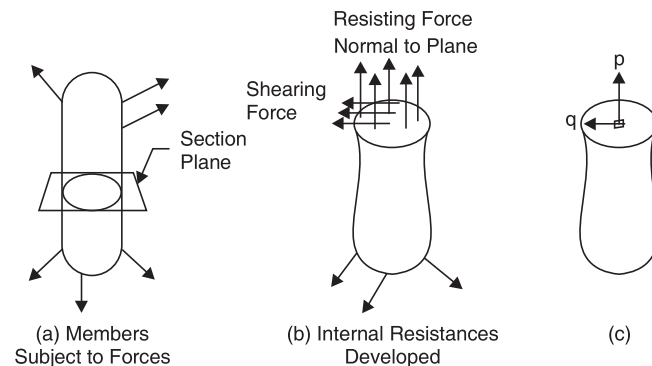 Resisting Force
Normal to Plane
Shearing
Force
Section
Plane
p
q
(a) Members
Subject to Forces
(b) Internal Resistances
Developed
(c)